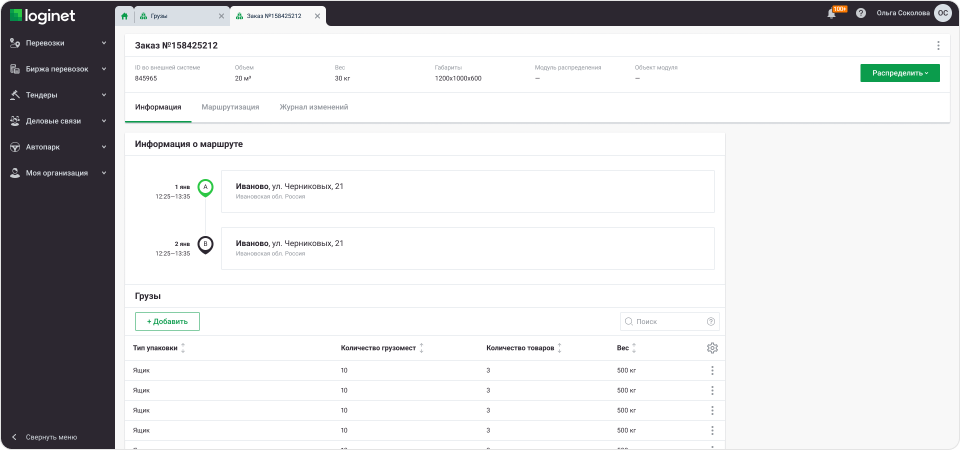 loginet
Грузы
Заказ №158425212
100+
Ольга Соколова
ОС
Перевозки
Биржа перевозок
Тендеры
Деловые связи
Автопарк
Моя организация
Свернуть меню
Заказ №158425212
ID во внешней системе
845965
Объем
20 м³
Вес
30 кг
Габариты
1200х1000х600
Модуль распределения
—
Объект модуля
—
Распределить
Информация
Маршрутизация
Журнал изменений
Информация о маршруте
1 янв
12:25—13:35
A
Иваново, ул. Черниковых, 21
Ивановская обл. Россия
2 янв
12:25—13:35
B
Иваново, ул. Черниковых, 21
Ивановская обл. Россия
Грузы
+ Добавить
Поиск
Тип упаковки Количество грузомест Количество товаров Вес
Ящик 10 3 500 кг
Ящик 10 3 500 кг
Ящик 10 3 500 кг
Ящик 10 3 500 кг